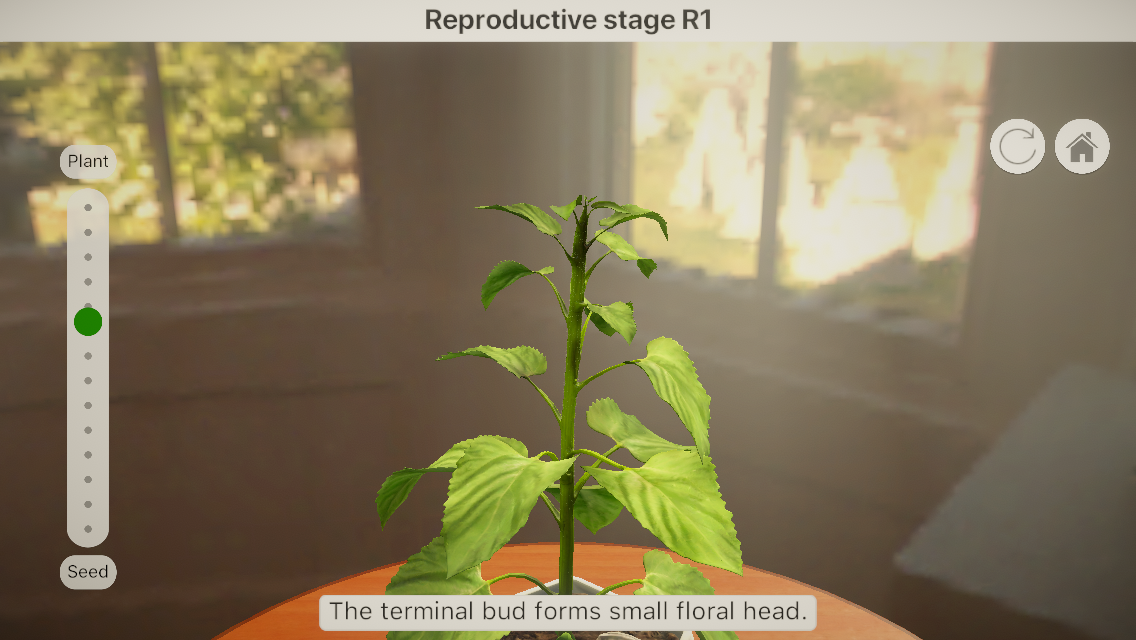 Reproductive stage R1
Plant
Seed
The terminal bud forms small floral head.